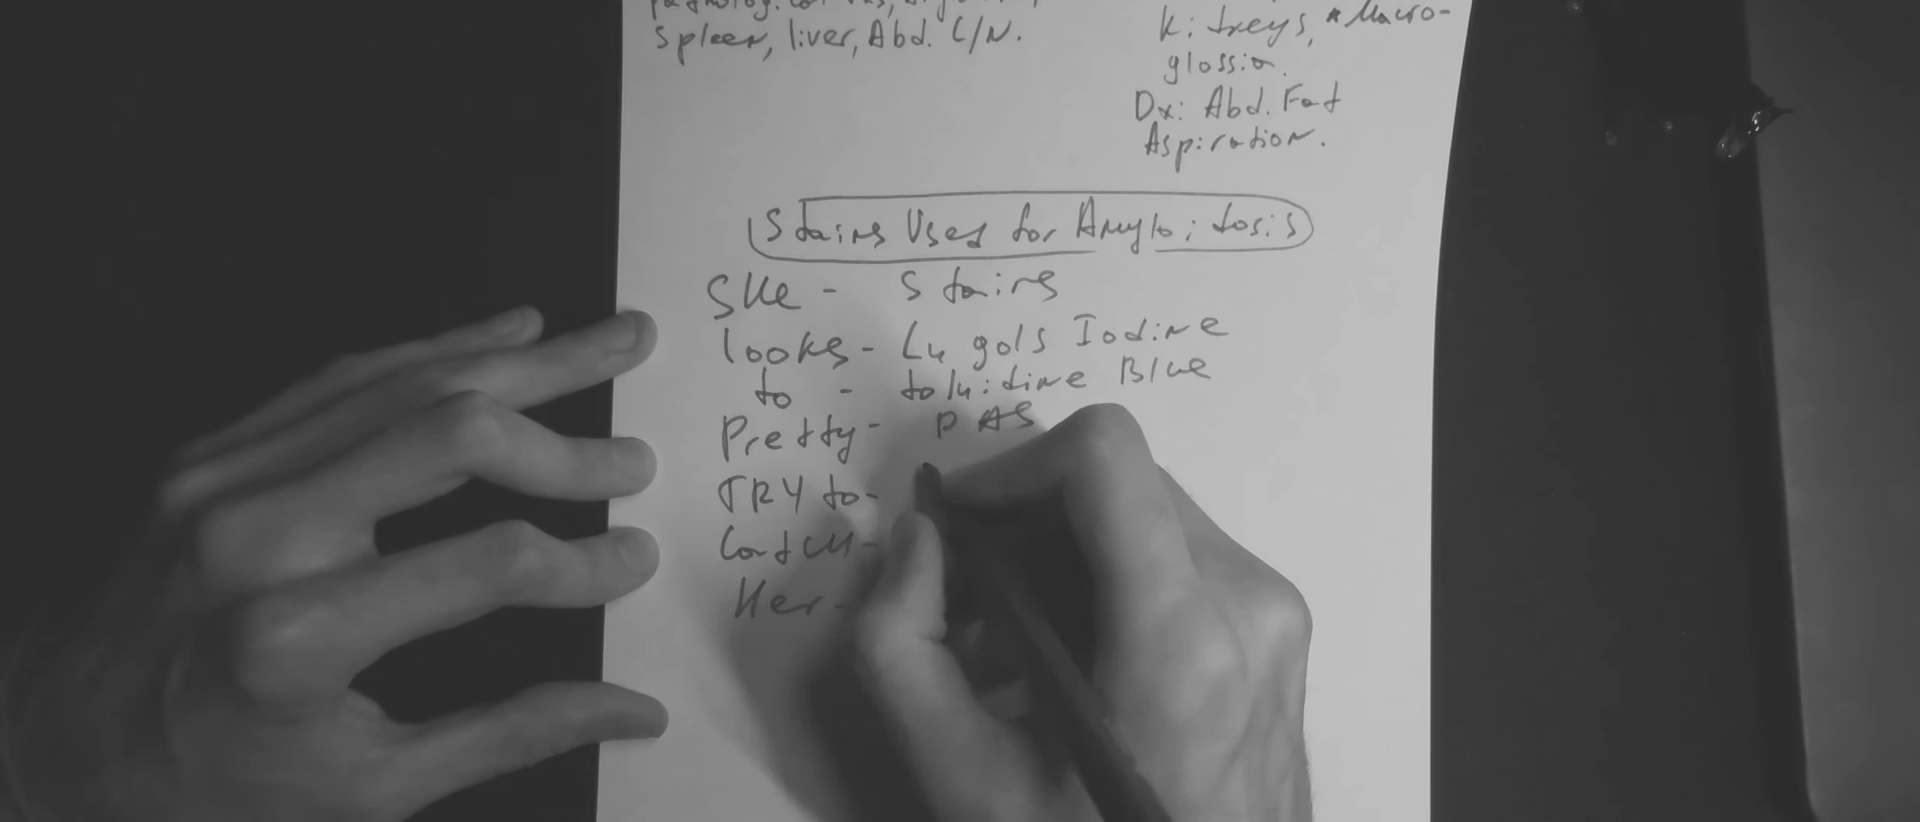 Spleen, liver, Abd. L/N.
Kidneys, * Macro-
glossia.
Dx: Abd. Fat
Aspiration.
Stains Used for Amyloidosis
SHe - Stains
looks - Lugols Iodine
to - toluidine Blue
Pretty - PAS
TRY to -
Catch -
Her -